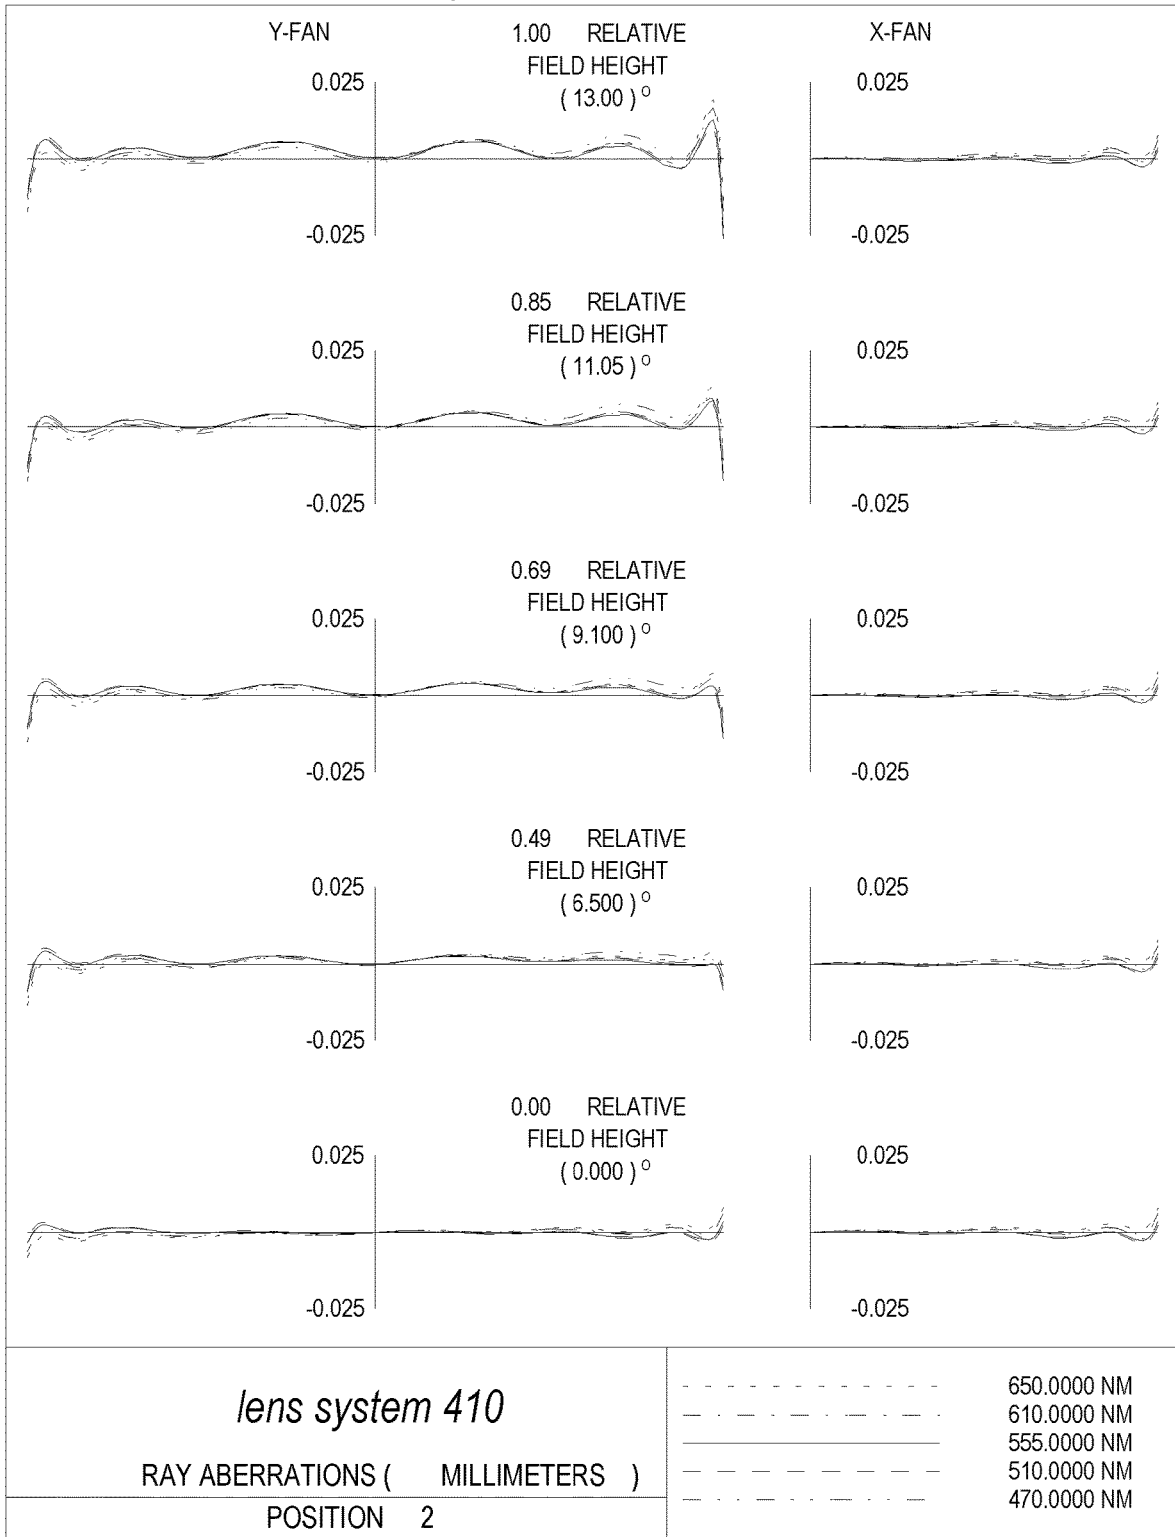 Y-FAN
1.00 RELATIVE
FIELD HEIGHT
( 13.00 ) O
X-FAN
0.025
0.025
-0.025
-0.025
0.85 RELATIVE
FIELD HEIGHT
( 11.05 ) O
0.025
0.025
-0.025
-0.025
0.69 RELATIVE
FIELD HEIGHT
( 9.100 ) O
0.025
0.025
-0.025
-0.025
0.49 RELATIVE
FIELD HEIGHT
( 6.500 ) O
0.025
0.025
-0.025
-0.025
0.00 RELATIVE
FIELD HEIGHT
( 0.000 ) O
0.025
0.025
-0.025
-0.025
lens system 410
RAY ABERRATIONS ( MILLIMETERS )
POSITION 2
650.0000 NM
610.0000 NM
555.0000 NM
510.0000 NM
470.0000 NM